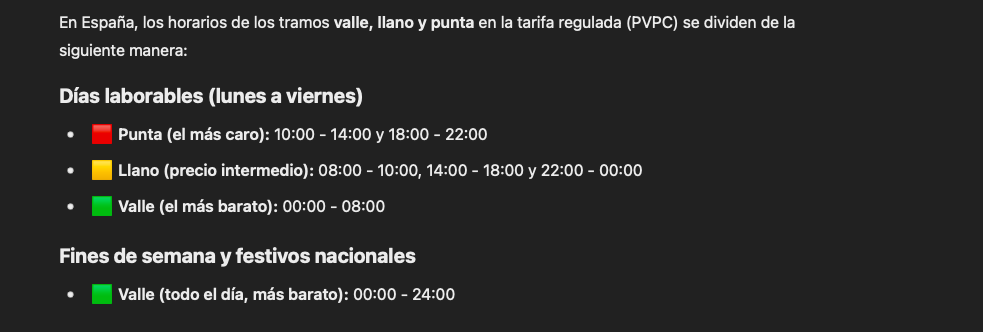 En España, los horarios de los tramos valle, llano y punta en la tarifa regulada (PVPC) se dividen de la
siguiente manera:
Días laborables (lunes a viernes)
• 🟥 Punta (el más caro): 10:00 - 14:00 y 18:00 - 22:00
• 🟨 Llano (precio intermedio): 08:00 - 10:00, 14:00 - 18:00 y 22:00 - 00:00
• 🟩 Valle (el más barato): 00:00 - 08:00
Fines de semana y festivos nacionales
• 🟩 Valle (todo el día, más barato): 00:00 - 24:00